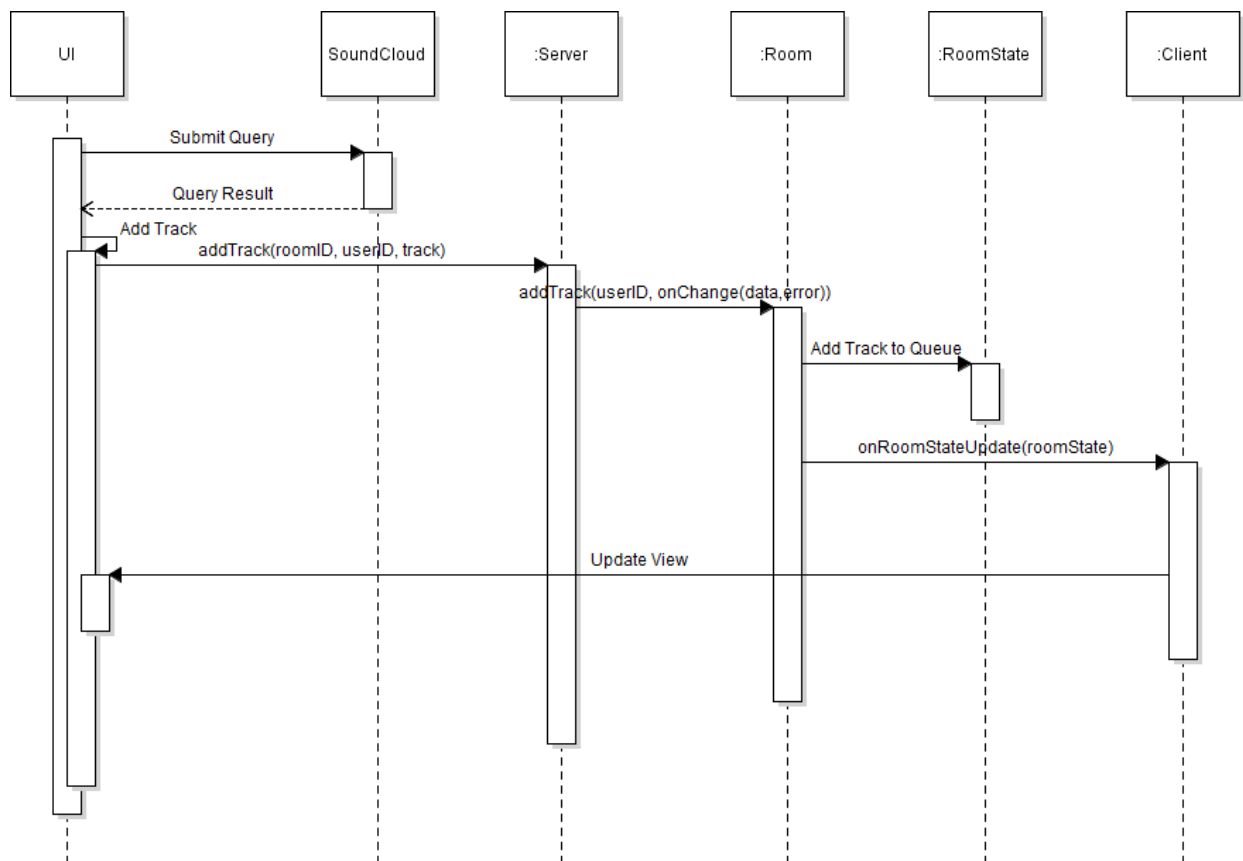 UI
SoundCloud
:Server
:Room
:RoomState
:Client
Submit Query
Query Result
Add Track
addTrack(roomID, userID, track)
addTrack(userID, onChange(data,error))
Add Track to Queue
onRoomStateUpdate(roomState)
Update View